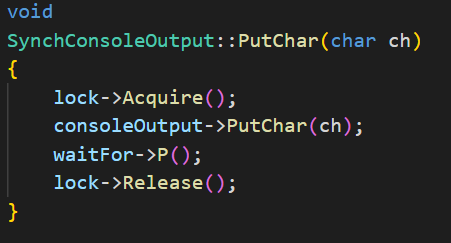 void
SynchConsoleOutput::PutChar(char ch)
{
    lock->Acquire();
    consoleOutput->PutChar(ch);
    waitFor->P();
    lock->Release();
}